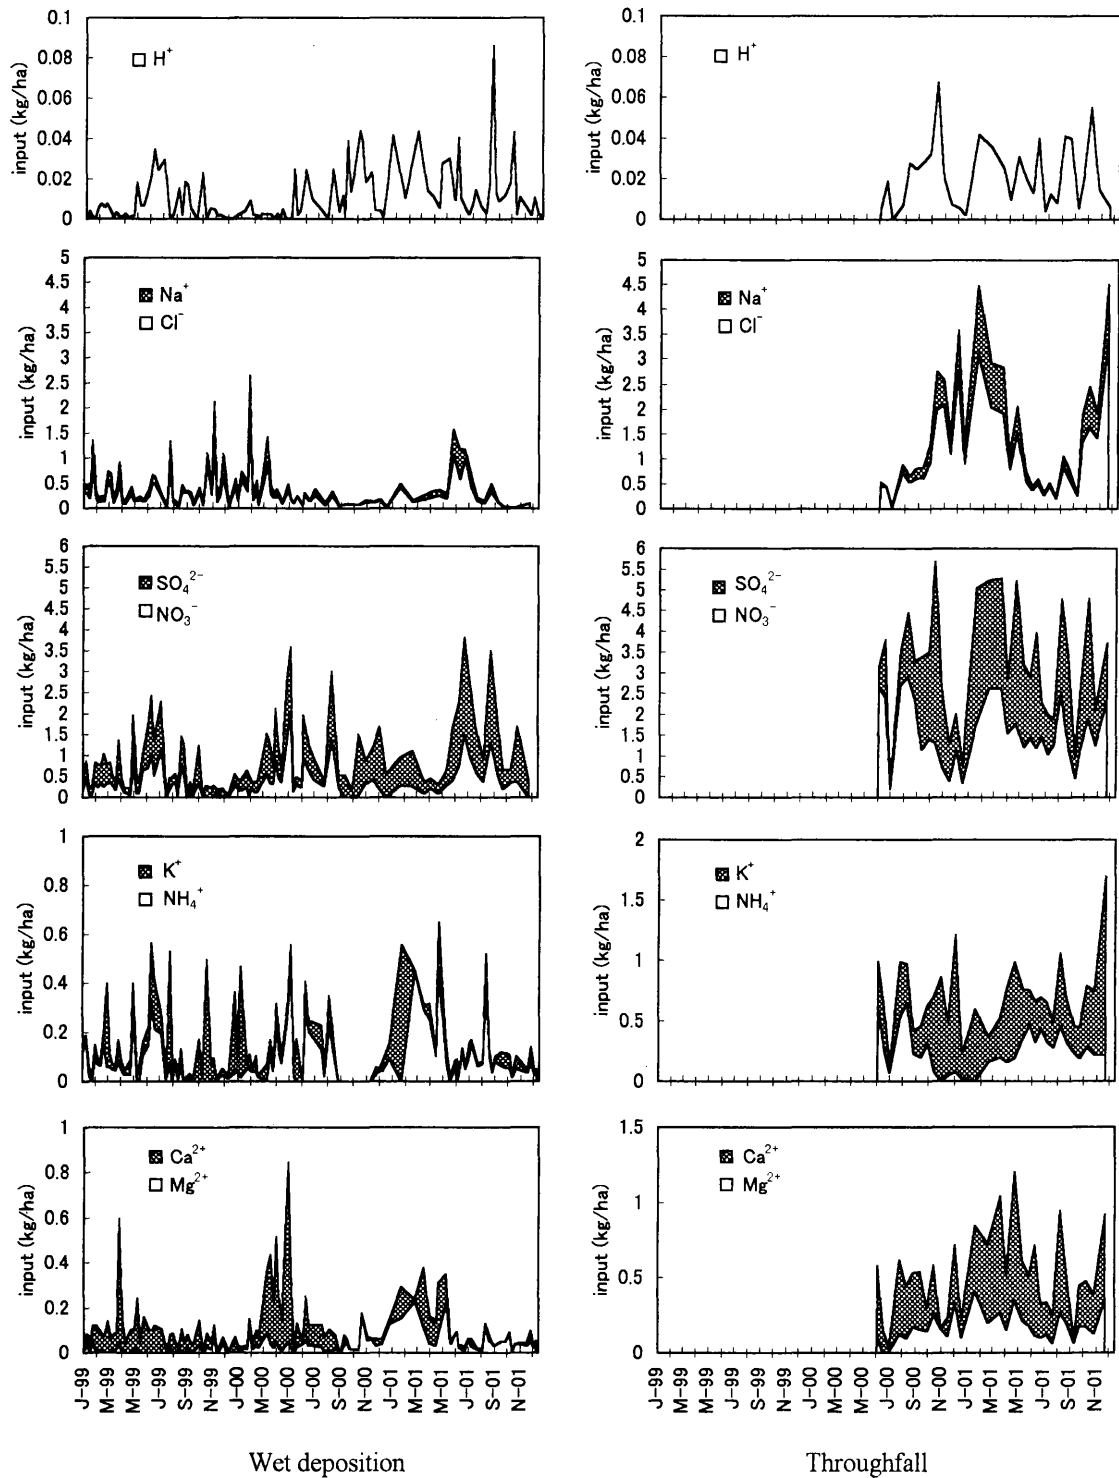 0.1
0.08
0.06
0.04
0.02
0
input (kg/ha)
H⁺
0.1
0.08
0.06
0.04
0.02
0
input (kg/ha)
H⁺
5
4.5
4
3.5
3
2.5
2
1.5
1
0.5
0
input (kg/ha)
Na⁺
Cl⁻
5
4.5
4
3.5
3
2.5
2
1.5
1
0.5
0
input (kg/ha)
Na⁺
Cl⁻
6
5.5
5
4.5
4
3.5
3
2.5
2
1.5
1
0.5
0
input (kg/ha)
SO₄²⁻
NO₃⁻
6
5.5
5
4.5
4
3.5
3
2.5
2
1.5
1
0.5
0
input (kg/ha)
SO₄²⁻
NO₃⁻
1
0.8
0.6
0.4
0.2
0
input (kg/ha)
K⁺
NH₄⁺
2
1.5
1
0.5
0
input (kg/ha)
K⁺
NH₄⁺
1
0.8
0.6
0.4
0.2
0
input (kg/ha)
Ca²⁺
Mg²⁺
J-99
M-99
M-99
J-99
S-99
N-99
J-00
M-00
M-00
J-00
S-00
N-00
J-01
M-01
M-01
J-01
S-01
N-01
1.5
1
0.5
0
input (kg/ha)
Ca²⁺
Mg²⁺
J-99
M-99
M-99
J-99
S-99
N-99
J-00
M-00
M-00
J-00
S-00
N-00
J-01
M-01
M-01
J-01
S-01
N-01
Wet deposition
Throughfall